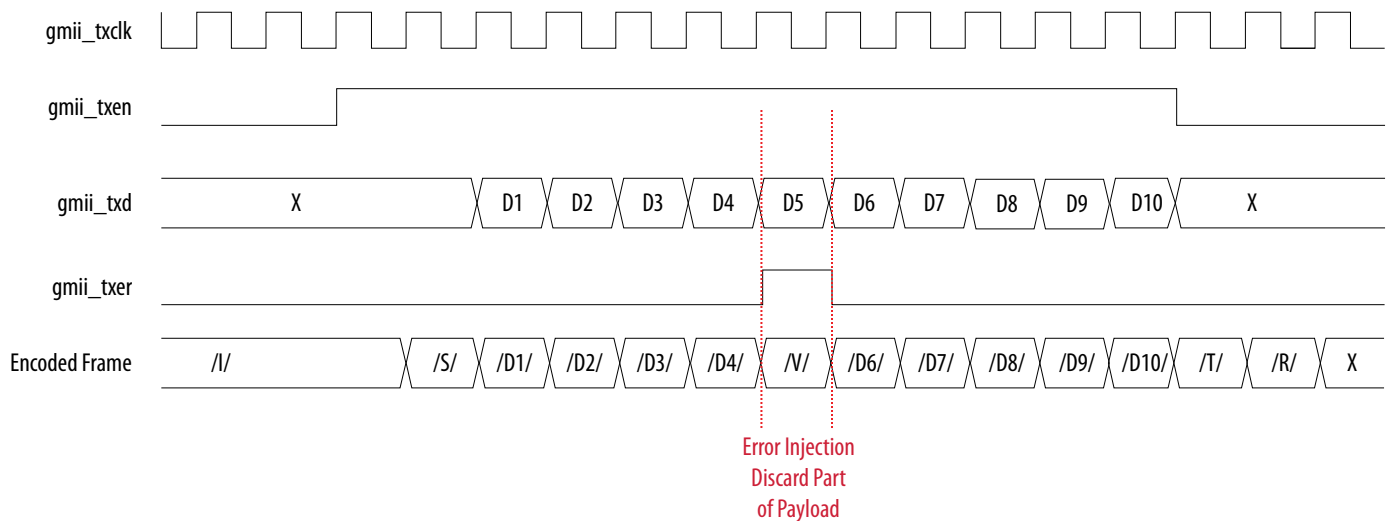 gmii_txclk
gmii_txen
gmii_txd X D1 D2 D3 D4 D5 D6 D7 D8 D9 D10 X
gmii_txer
Encoded Frame /I/ /S/ /D1/ /D2/ /D3/ /D4/ /V/ /D6/ /D7/ /D8/ /D9/ /D10/ /T/ /R/ X
Error Injection
Discard Part
of Payload